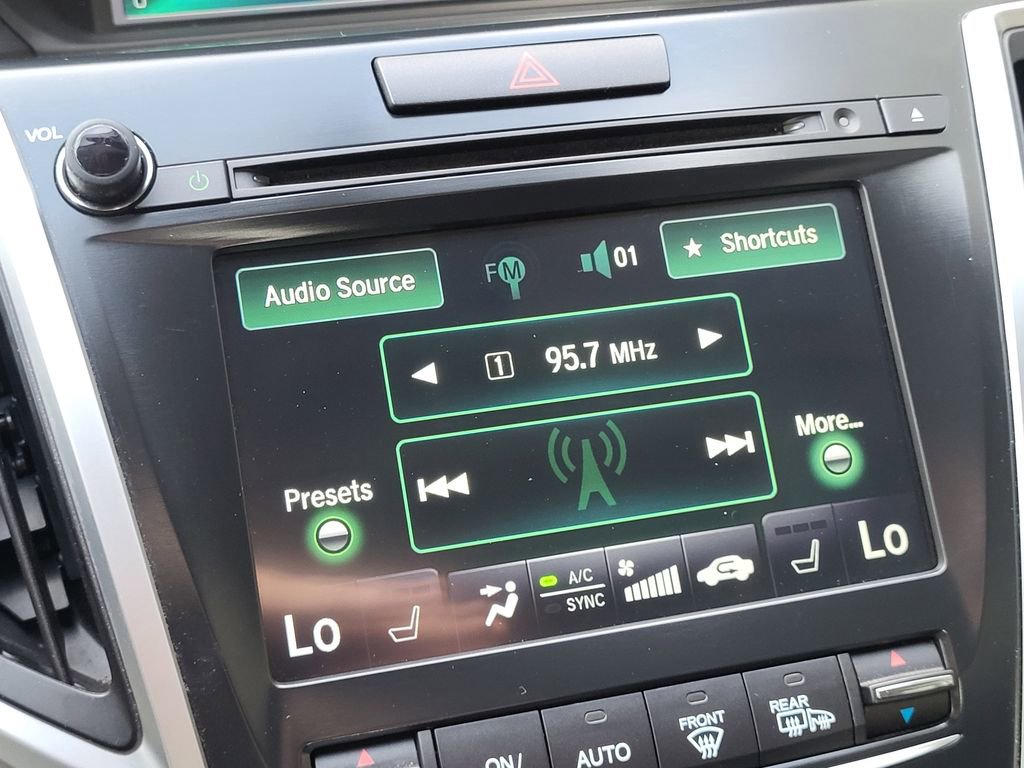 VOL
Audio Source
FM
01
Shortcuts
1 95.7 MHz
Presets
More...
Lo
A/C
SYNC
Lo
ON/
AUTO
FRONT
REAR